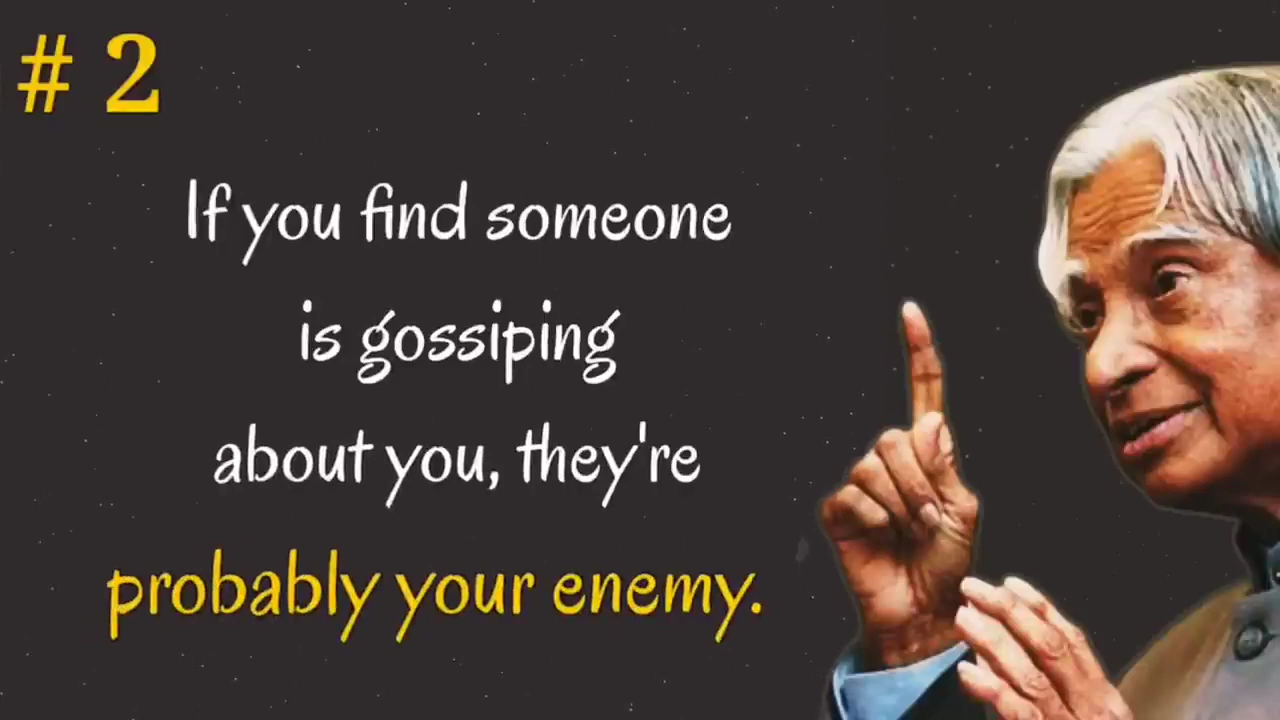 # 2
If you find someone
is gossiping
about you, they're
probably your enemy.